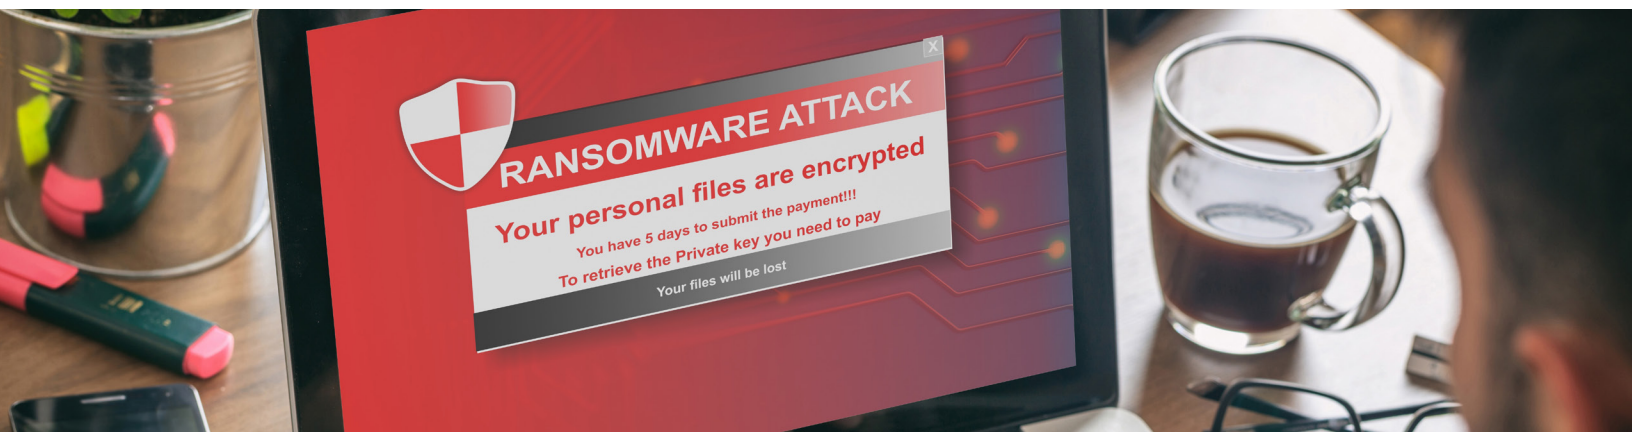 X
RANSOMWARE ATTACK
Your personal files are encrypted
You have 5 days to submit the payment!!!
To retrieve the Private key you need to pay
Your files will be lost